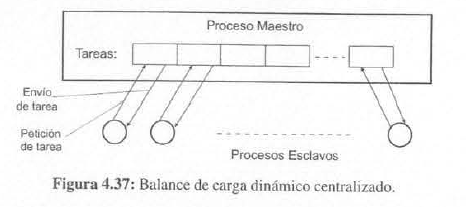 Proceso Maestro
Tareas:
Envío
de tarea
Petición
de tarea
Procesos Esclavos
Figura 4.37: Balance de carga dinámico centralizado.